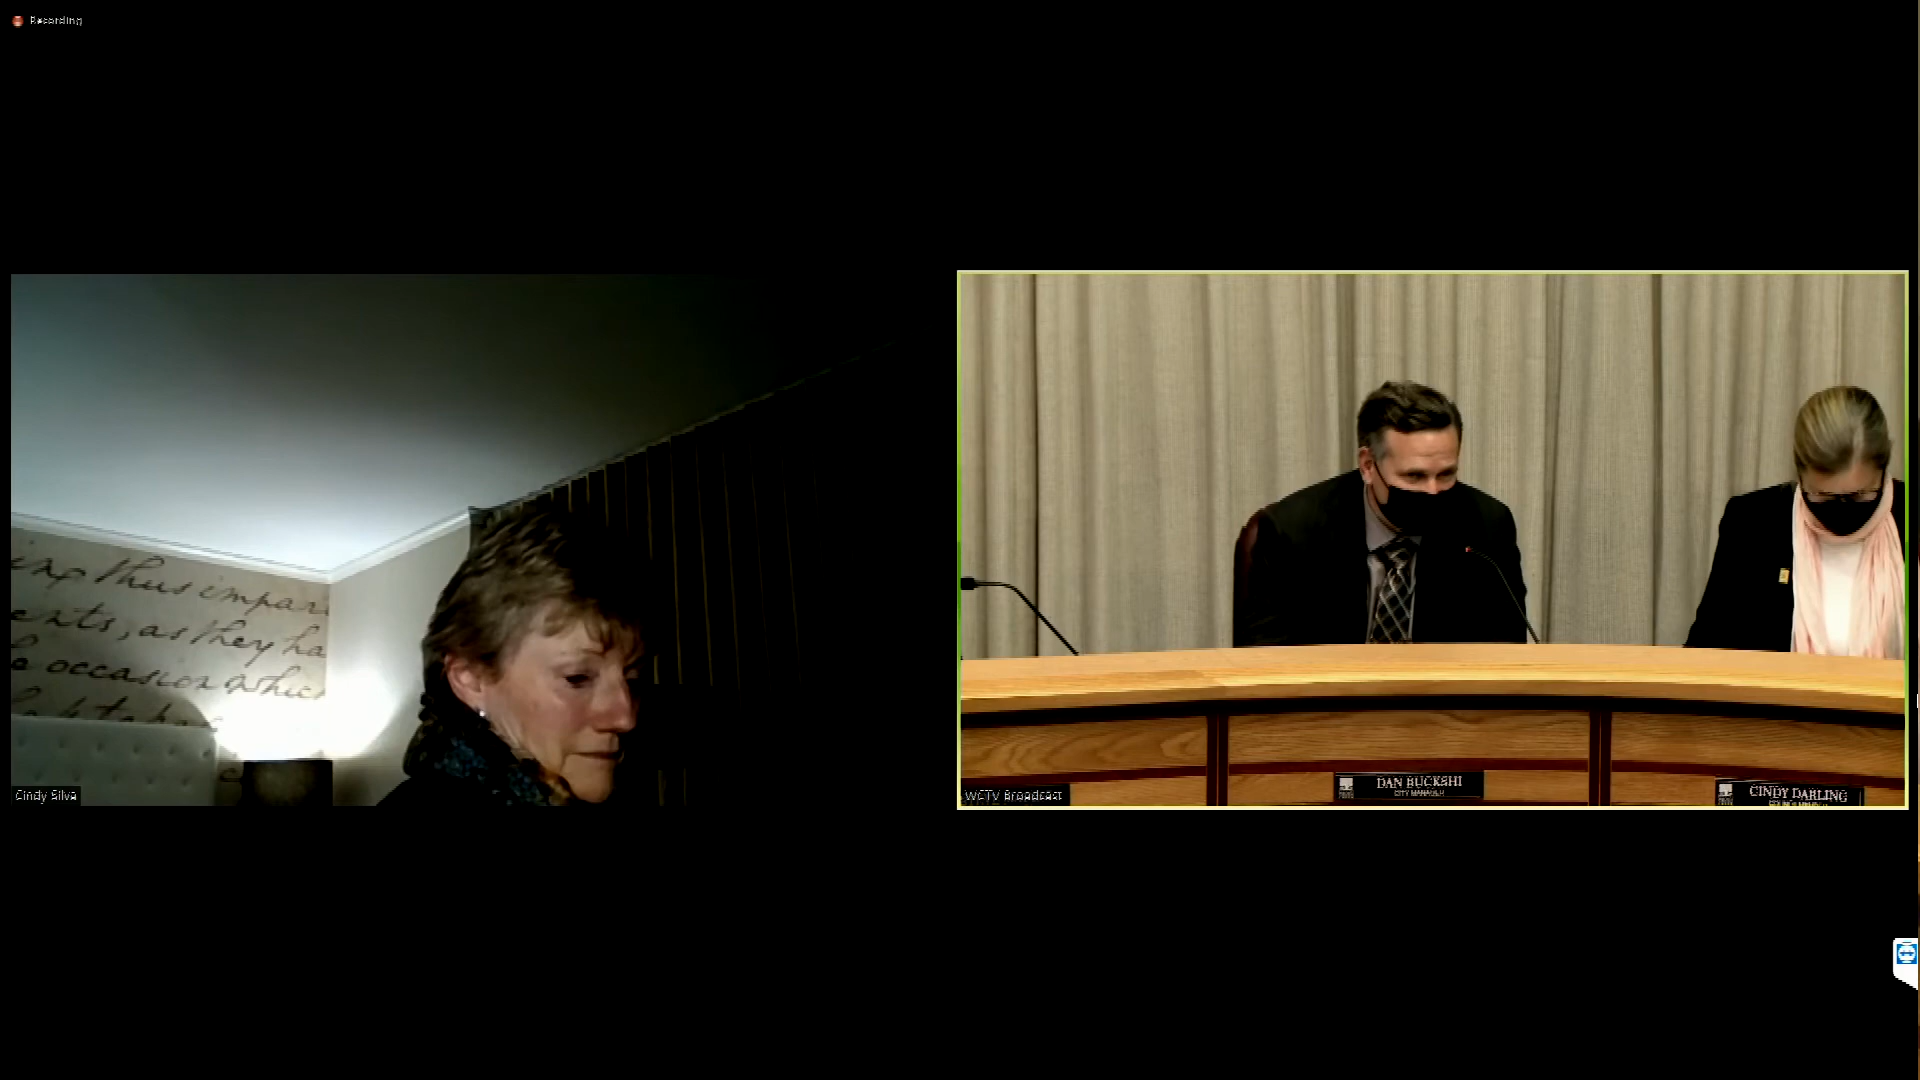 Recording
ing thus impar
ents, as they ha
e occasion which
Cindy Silva
WCTV Broadcast
DAN BUCKSHI
CITY MANAGER
CINDY DARLING